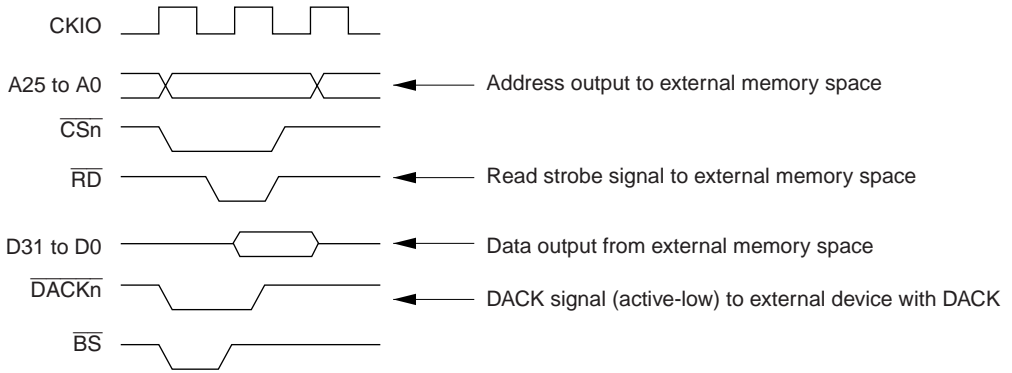 CKIO
A25 to A0 Address output to external memory space
CSn
RD Read strobe signal to external memory space
D31 to D0 Data output from external memory space
DACKn DACK signal (active-low) to external device with DACK
BS